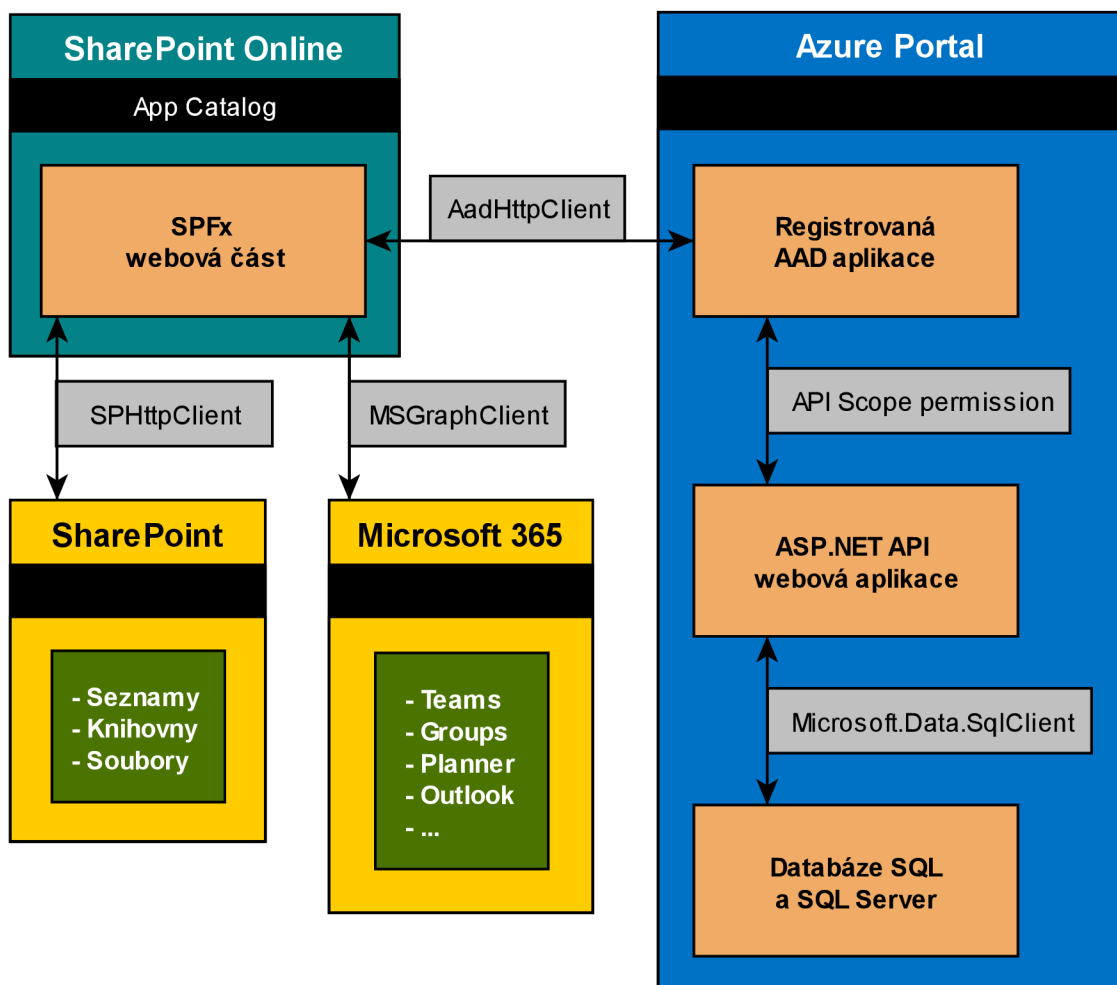 SharePoint Online
App Catalog
SPFx
webová část
AadHttpClient
SPHttpClient
MSGraphClient
SharePoint
- Seznamy
- Knihovny
- Soubory
Microsoft 365
- Teams
- Groups
- Planner
- Outlook
- ...
Azure Portal
Registrovaná
AAD aplikace
API Scope permission
ASP.NET API
webová aplikace
Microsoft.Data.SqlClient
Databáze SQL
a SQL Server